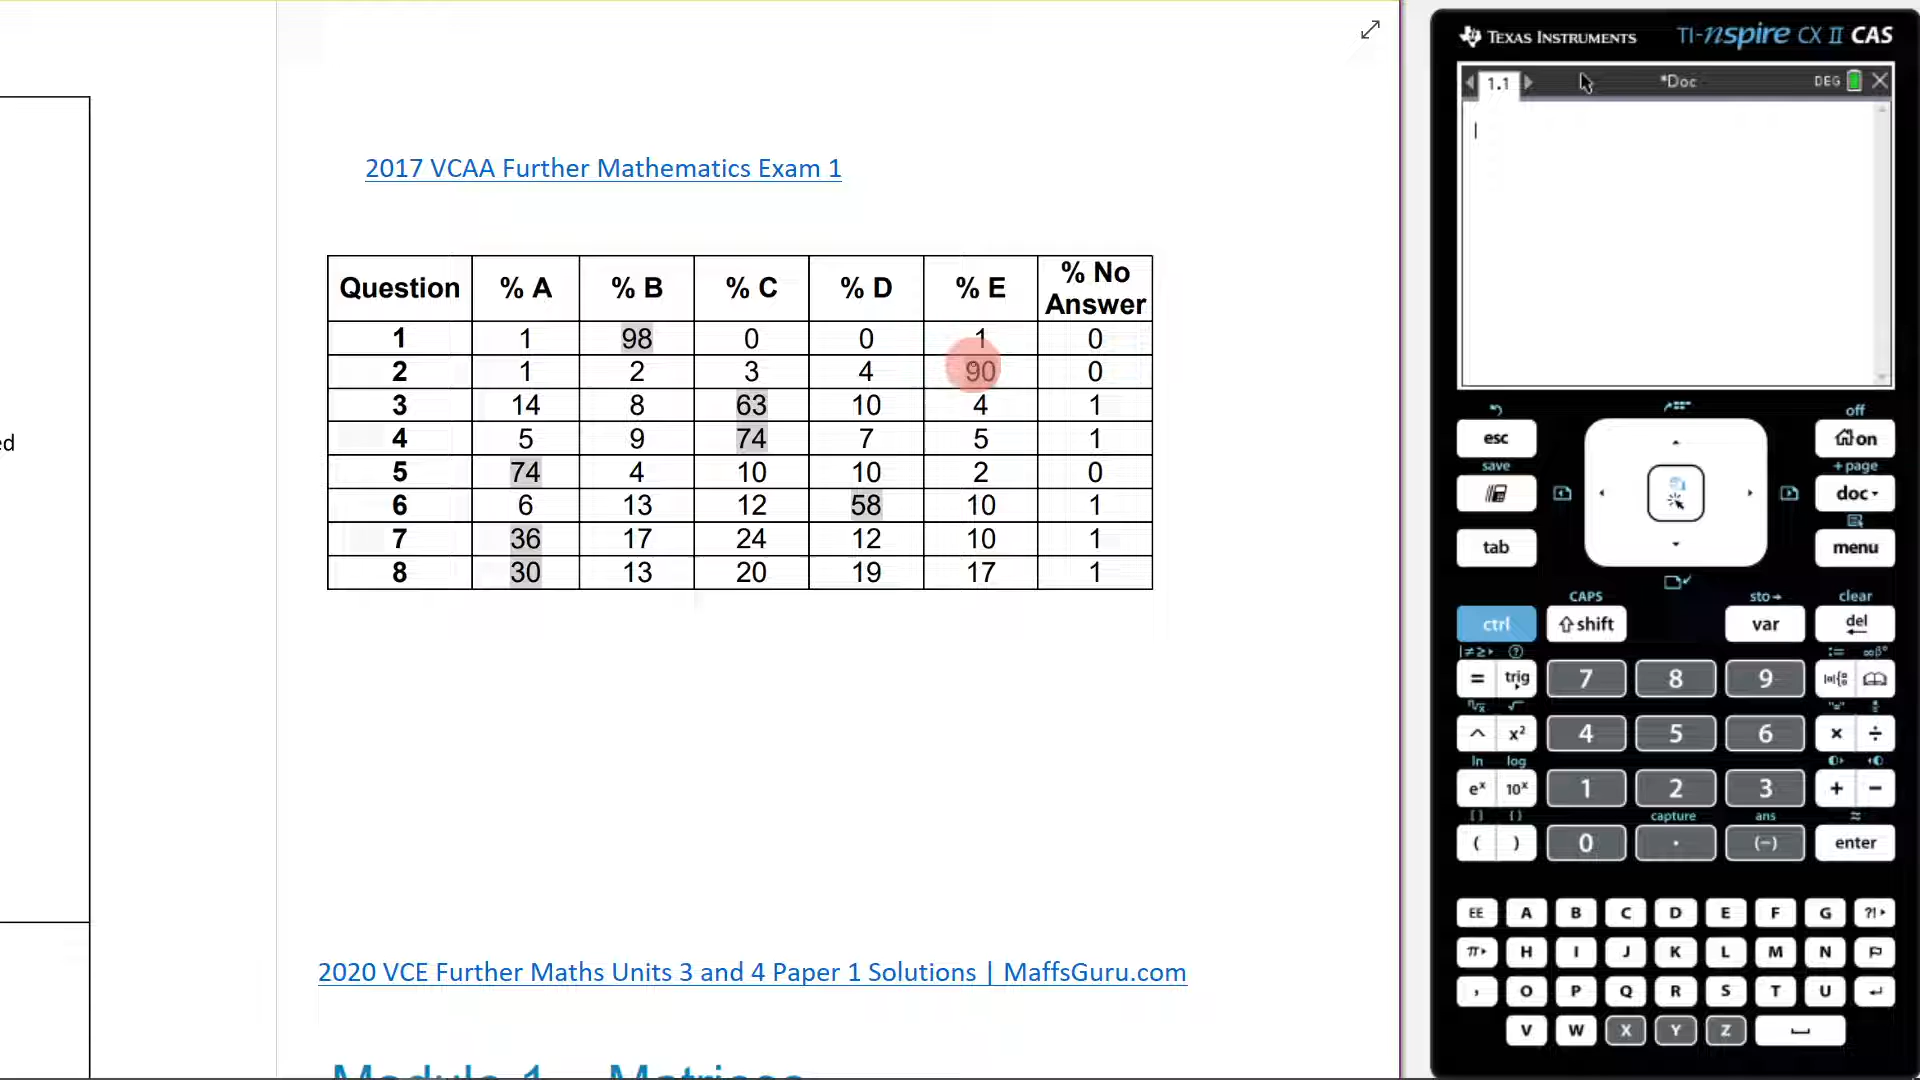 ed
2017 VCAA Further Mathematics Exam 1
Question % A % B % C % D % E % No Answer
1 1 98 0 0 1 0
2 1 2 3 4 90 0
3 14 8 63 10 4 1
4 5 9 74 7 5 1
5 74 4 10 10 2 0
6 6 13 12 58 10 1
7 36 17 24 12 10 1
8 30 13 20 19 17 1
2020 VCE Further Maths Units 3 and 4 Paper 1 Solutions | MaffsGuru.com
Module 1 – Matrices
TEXAS INSTRUMENTS TI-nspire CX II CAS
1.1 *Doc DEG
off
esc on
save + page
doc
tab menu
CAPS sto→ clear
ctrl shift var del
|≠≥▸ ? := ∞β°
= trig 7 8 9
ⁿ√x √ "∞"
^ x² 4 5 6 × ÷
ln log
eˣ 10ˣ 1 2 3 + −
[ ] { } capture ans ≈
( ) 0 . (−) enter
EE A B C D E F G ?!▸
π▸ H I J K L M N
, O P Q R S T U ↵
V W X Y Z